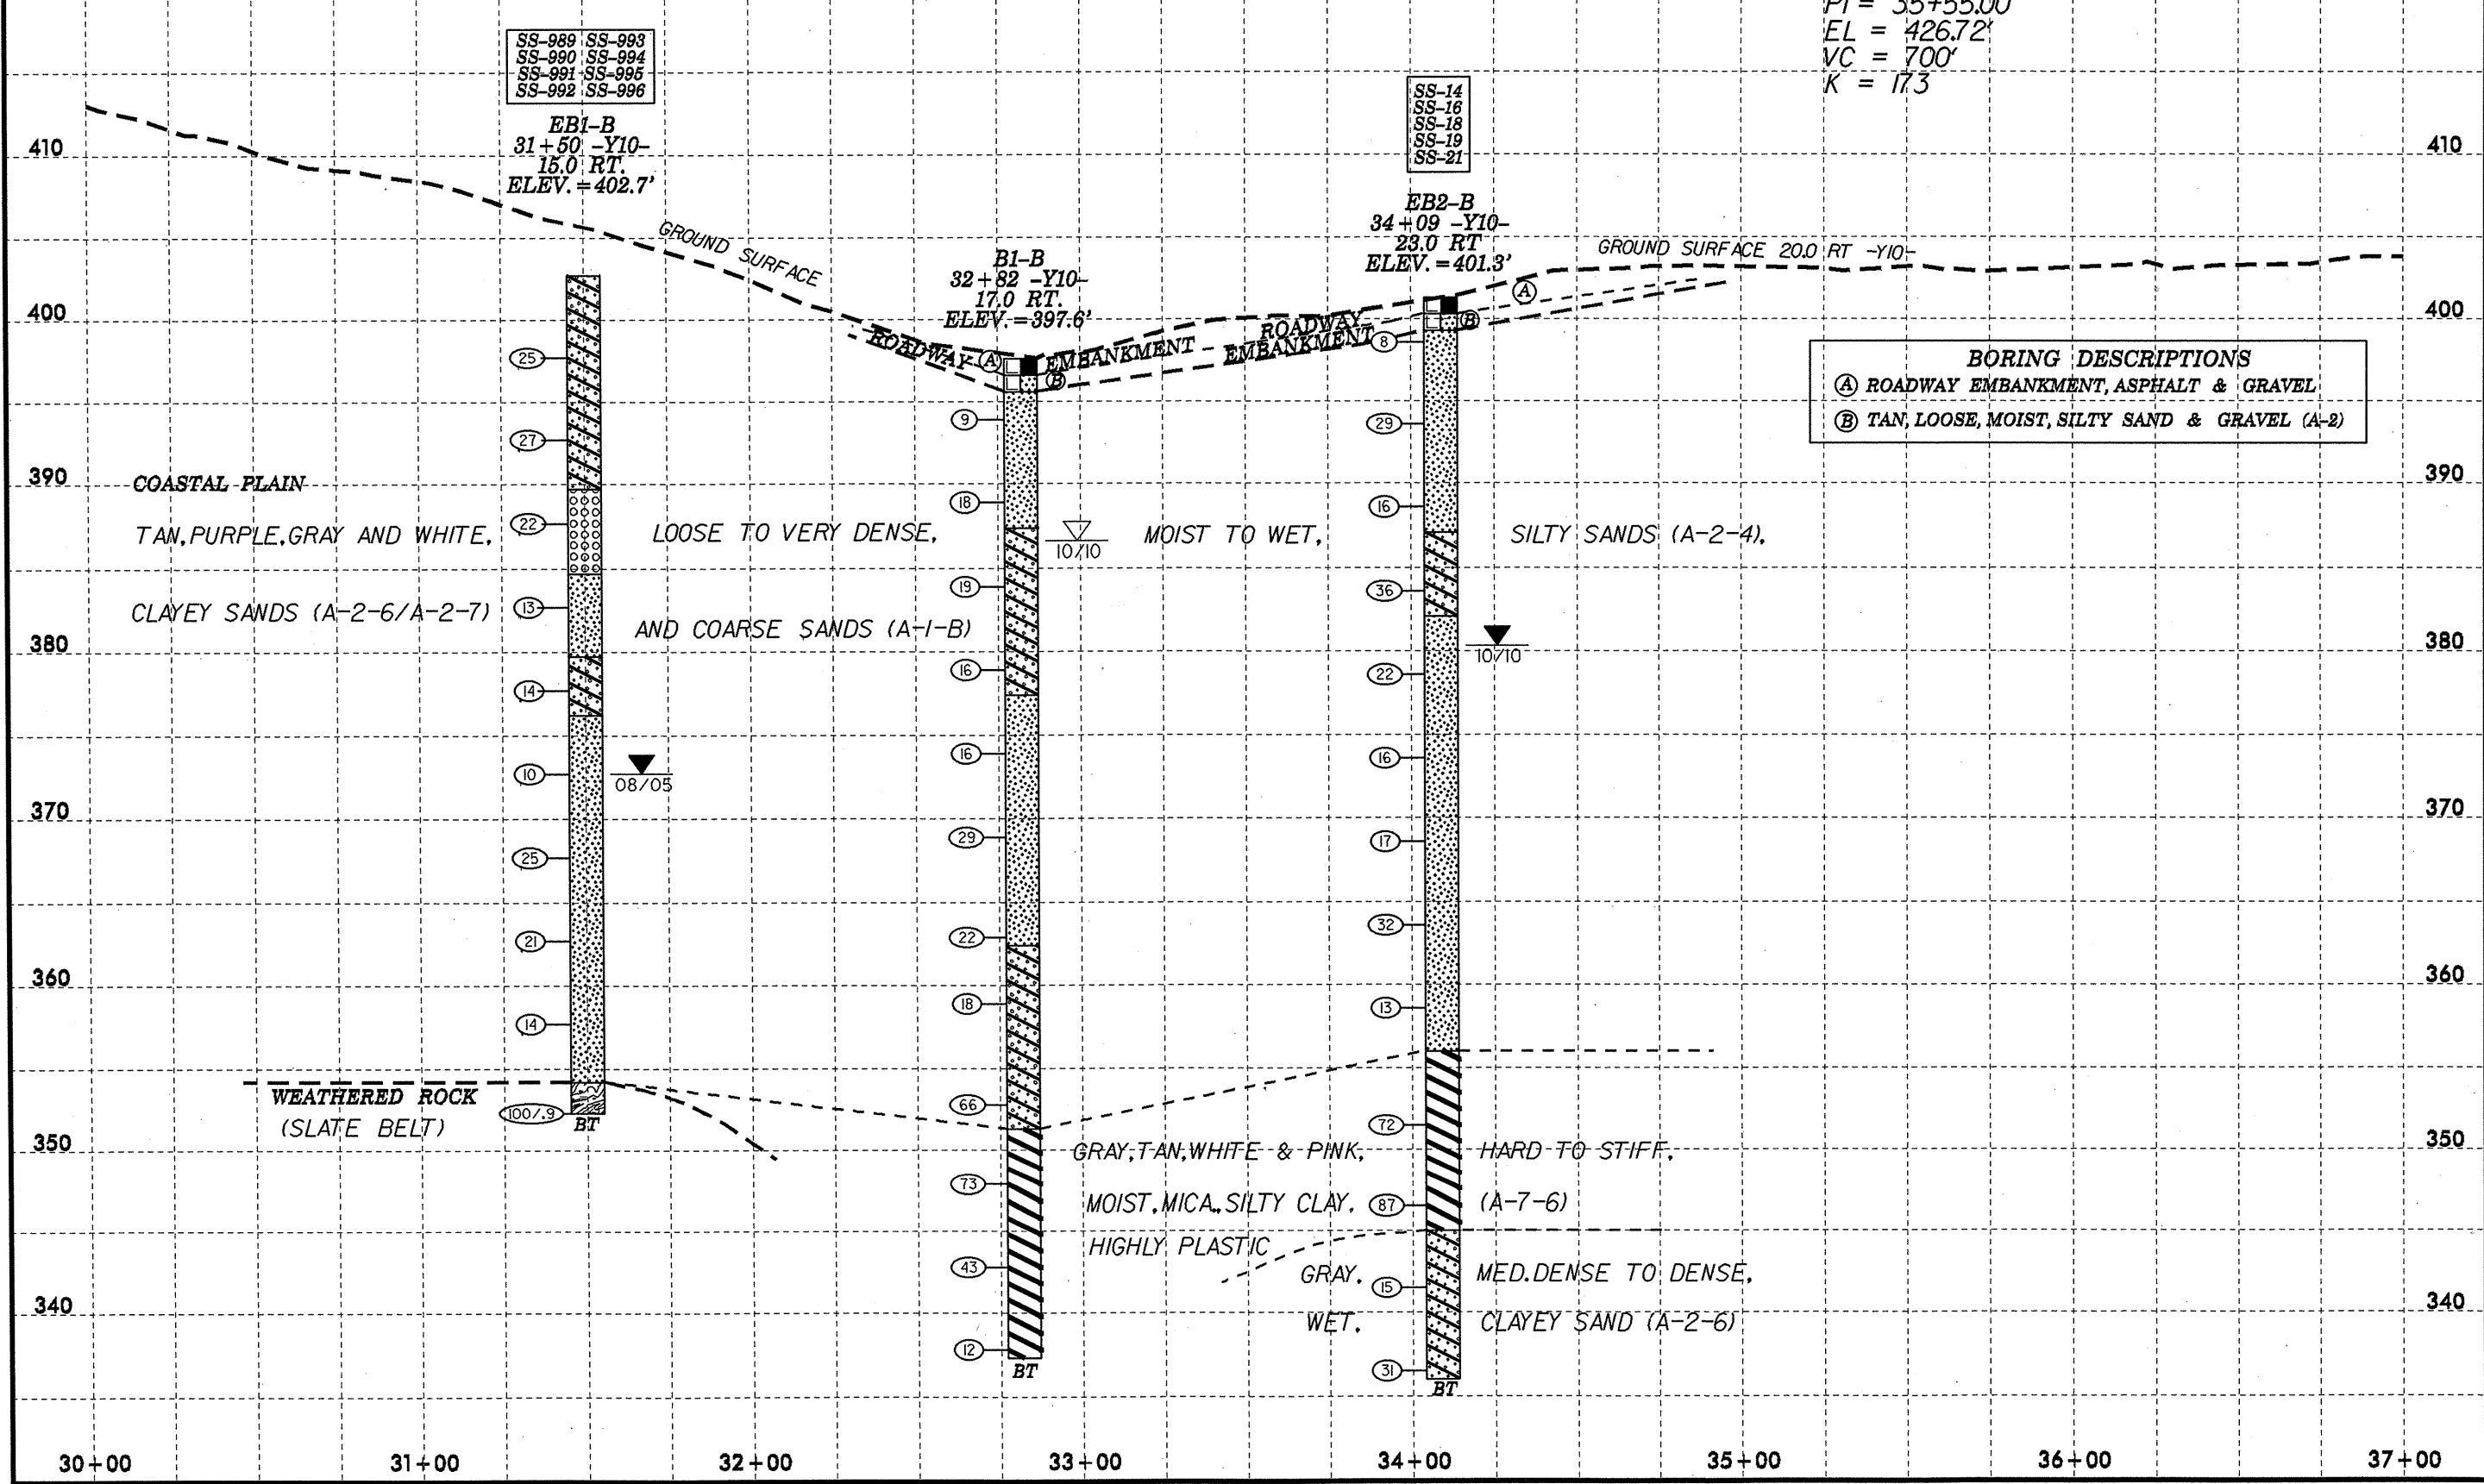 PI = 35+55.00
EL = 426.72'
VC = 700'
K = 173
SS-989 SS-993
SS-990 SS-994
SS-991 SS-995
SS-992 SS-996
EB1-B
31+50 -Y10-
15.0 RT.
ELEV.=402.7'
SS-14
SS-16
SS-18
SS-19
SS-21
EB2-B
34+09 -Y10-
23.0 RT
ELEV.=401.3'
B1-B
32+82 -Y10-
17.0 RT.
ELEV.=397.6'
GROUND SURFACE
GROUND SURFACE 20.0 RT -Y10-
410 410
400 400
390 390
380 380
370 370
360 360
350 350
340 340
A
B
A
B
ROADWAY EMBANKMENT
ROADWAY EMBANKMENT
BORING DESCRIPTIONS
A ROADWAY EMBANKMENT, ASPHALT & GRAVEL
B TAN, LOOSE, MOIST, SILTY SAND & GRAVEL (A-2)
COASTAL PLAIN
TAN, PURPLE, GRAY AND WHITE, LOOSE TO VERY DENSE, MOIST TO WET, SILTY SANDS (A-2-4),
CLAYEY SANDS (A-2-6/A-2-7) AND COARSE SANDS (A-1-B)
25
27
22
13
14
10
25
21
14
100/.9
BT
08/05
9
18
19
16
16
29
22
18
66
73
43
12
BT
10/10
8
29
16
36
22
16
17
32
13
72
87
15
31
BT
10/10
WEATHERED ROCK
(SLATE BELT)
GRAY, TAN, WHITE & PINK, HARD TO STIFF,
MOIST, MICA., SILTY CLAY, (A-7-6)
HIGHLY PLASTIC
GRAY, MED. DENSE TO DENSE,
WET, CLAYEY SAND (A-2-6)
30+00 31+00 32+00 33+00 34+00 35+00 36+00 37+00